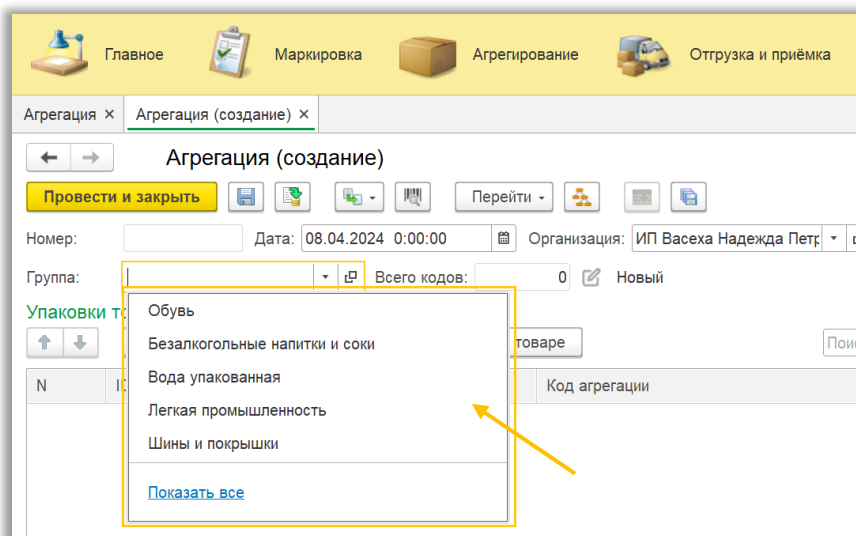 Главное Маркировка Агрегирование Отгрузка и приёмка
Агрегация × Агрегация (создание) ×
Агрегация (создание)
Провести и закрыть Перейти
Номер: Дата: 08.04.2024 0:00:00 Организация: ИП Васеха Надежда Петр
Группа: Всего кодов: 0 Новый
Упаковки т
Обувь
Безалкогольные напитки и соки
товаре
Пои
N
Код агрегации
Вода упакованная
Легкая промышленность
Шины и покрышки
Показать все